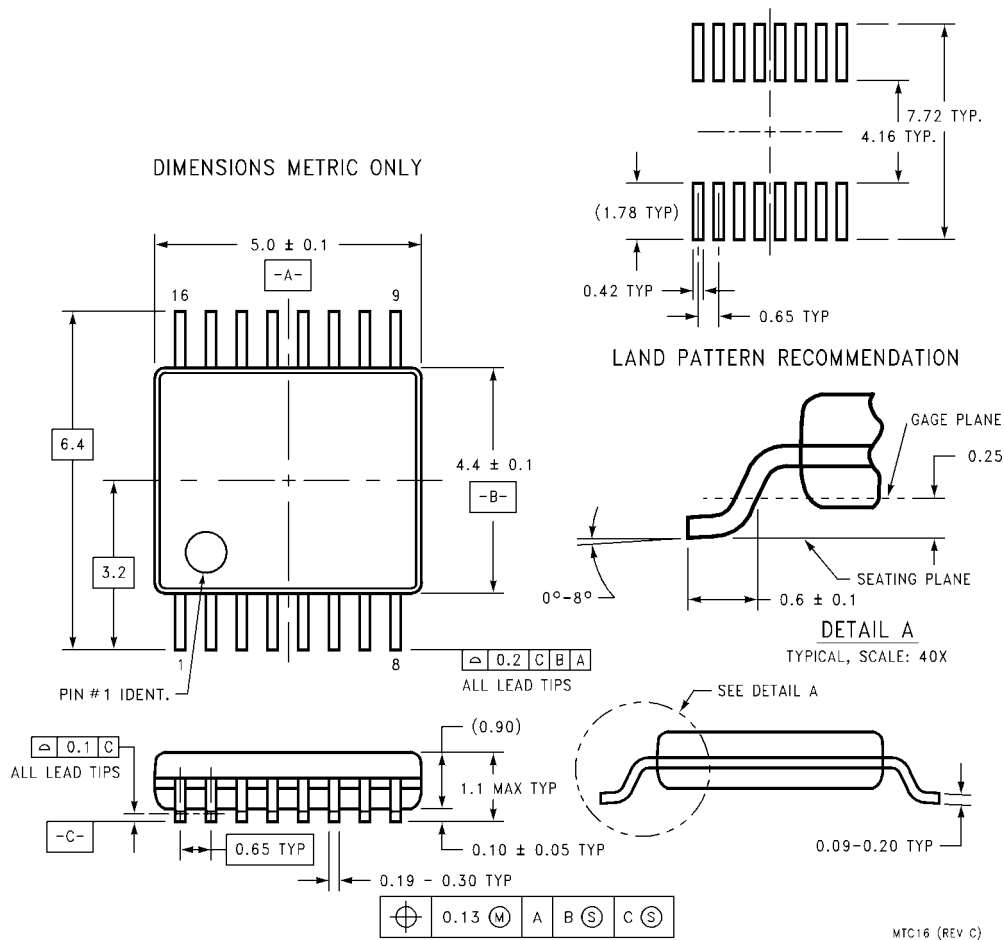 7.72 TYP.
4.16 TYP.
DIMENSIONS METRIC ONLY
(1.78 TYP)
5.0 ± 0.1
-A-
0.42 TYP
0.65 TYP
16
9
LAND PATTERN RECOMMENDATION
GAGE PLANE
6.4
4.4 ± 0.1
0.25
-B-
3.2
0°-8°
SEATING PLANE
0.6 ± 0.1
DETAIL A
TYPICAL, SCALE: 40X
1
8
⌓ 0.2 C B A
ALL LEAD TIPS
PIN #1 IDENT.
SEE DETAIL A
(0.90)
⌓ 0.1 C
ALL LEAD TIPS
1.1 MAX TYP
-C-
0.65 TYP
0.10 ± 0.05 TYP
0.09-0.20 TYP
0.19 - 0.30 TYP
⌖ 0.13 Ⓜ A B Ⓢ C Ⓢ
MTC16 (REV C)